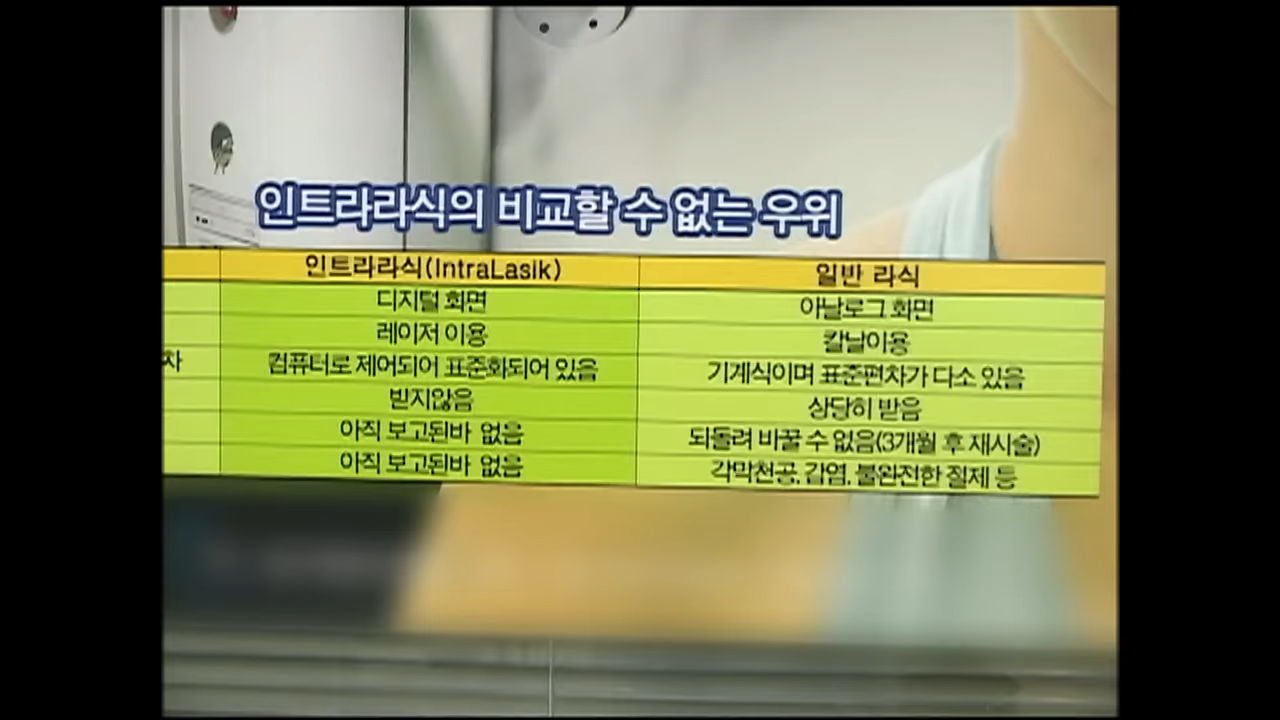 인트라라식의 비교할 수 없는 우위
인트라라식(IntraLasik) 일반 라식
디지털 화면 아날로그 화면
레이저 이용 칼날이용
차 컴퓨터로 제어되어 표준화되어 있음 기계식이며 표준편차가 다소 있음
받지않음 상당히 받음
아직 보고된바 없음 되돌려 바꿀 수 없음(3개월 후 재시술)
아직 보고된바 없음 각막천공, 감염, 불완전한 절제 등